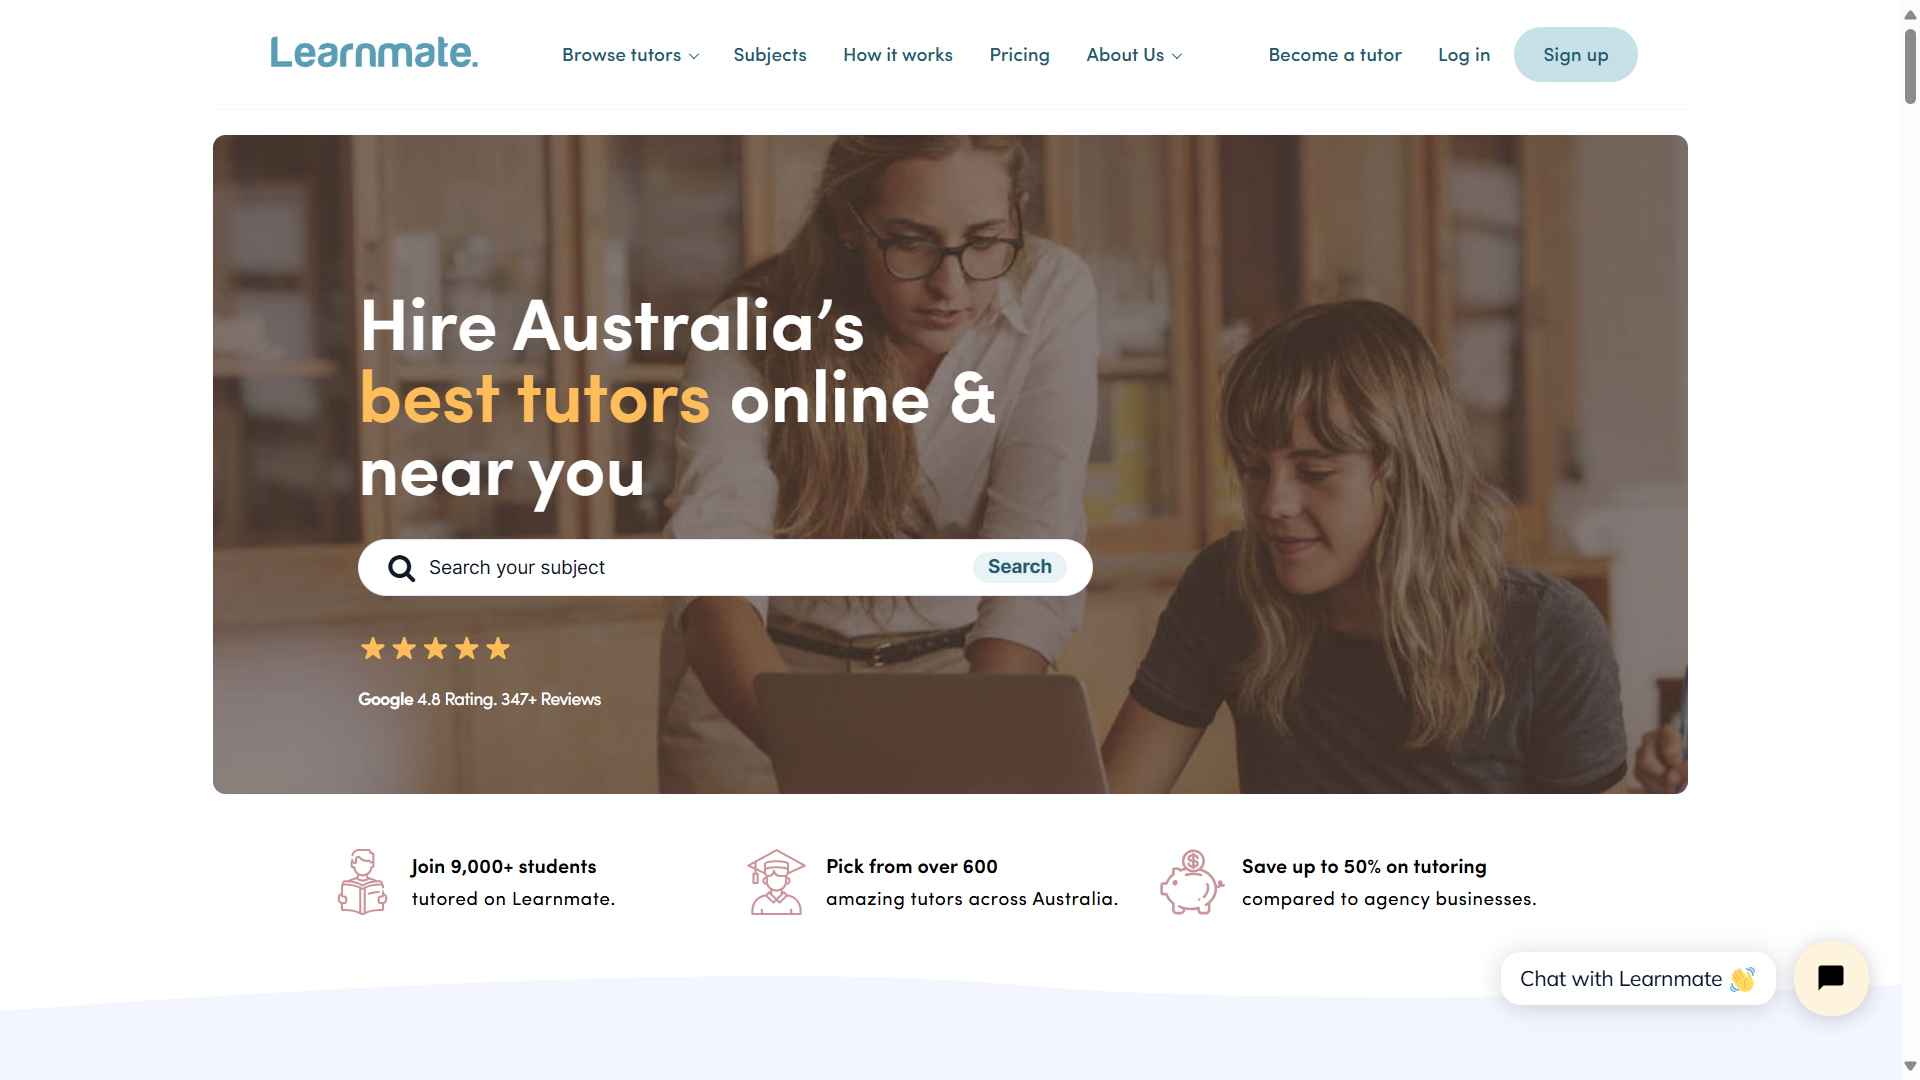 Learnmate.
Browse tutors
Subjects
How it works
Pricing
About Us
Become a tutor
Log in
Sign up
Hire Australia’s
best tutors online &
near you
Search your subject
Search
Google 4.8 Rating. 347+ Reviews
Join 9,000+ students
tutored on Learnmate.
Pick from over 600
amazing tutors across Australia.
Save up to 50% on tutoring
compared to agency businesses.
Chat with Learnmate 👋